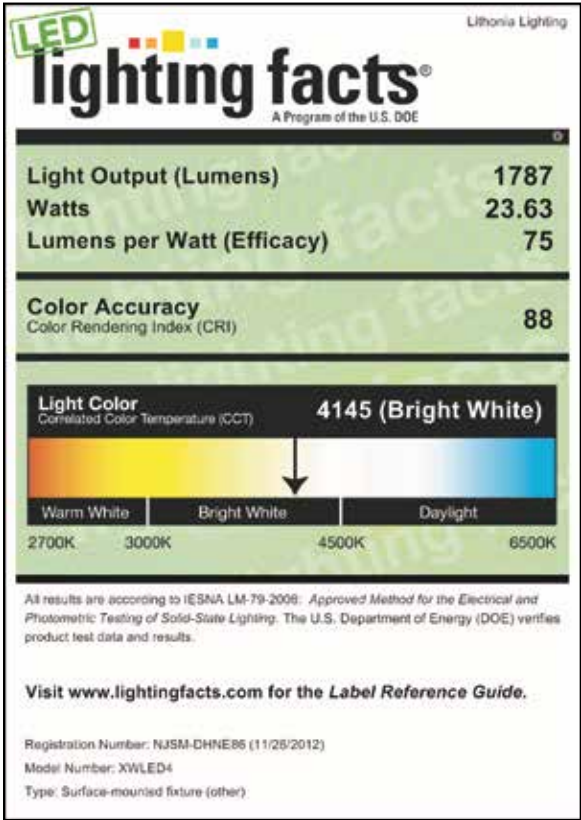 Lithonia Lighting
LED
lighting facts®
A Program of the U.S. DOE
Light Output (Lumens) 1787
Watts 23.63
Lumens per Watt (Efficacy) 75
Color Accuracy
Color Rendering Index (CRI) 88
Light Color
Correlated Color Temperature (CCT) 4145 (Bright White)
Warm White Bright White Daylight
2700K 3000K 4500K 6500K
All results are according to IESNA LM-79-2008: Approved Method for the Electrical and
Photometric Testing of Solid-State Lighting. The U.S. Department of Energy (DOE) verifies
product test data and results.
Visit www.lightingfacts.com for the Label Reference Guide.
Registration Number: NJSM-DHNE86 (11/26/2012)
Model Number: XWLED4
Type: Surface-mounted fixture (other)